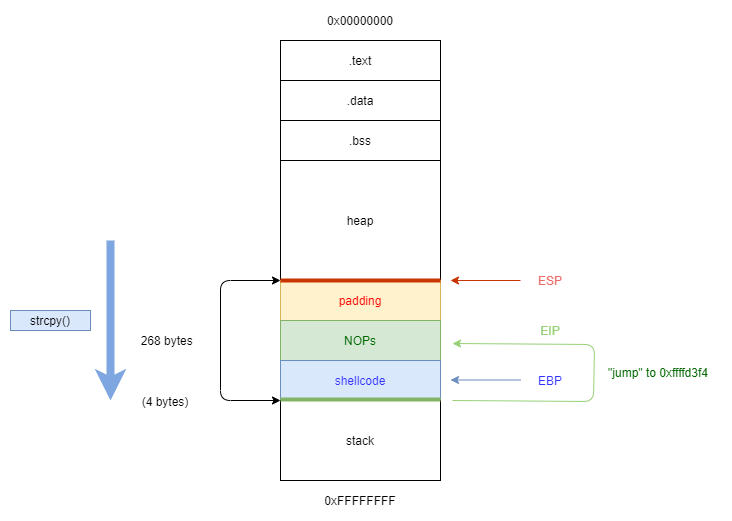 0x00000000
.text
.data
.bss
heap
ESP
padding
strcpy()
EIP
268 bytes
NOPs
"jump" to 0xffffd3f4
shellcode
EBP
(4 bytes)
stack
0xFFFFFFFF